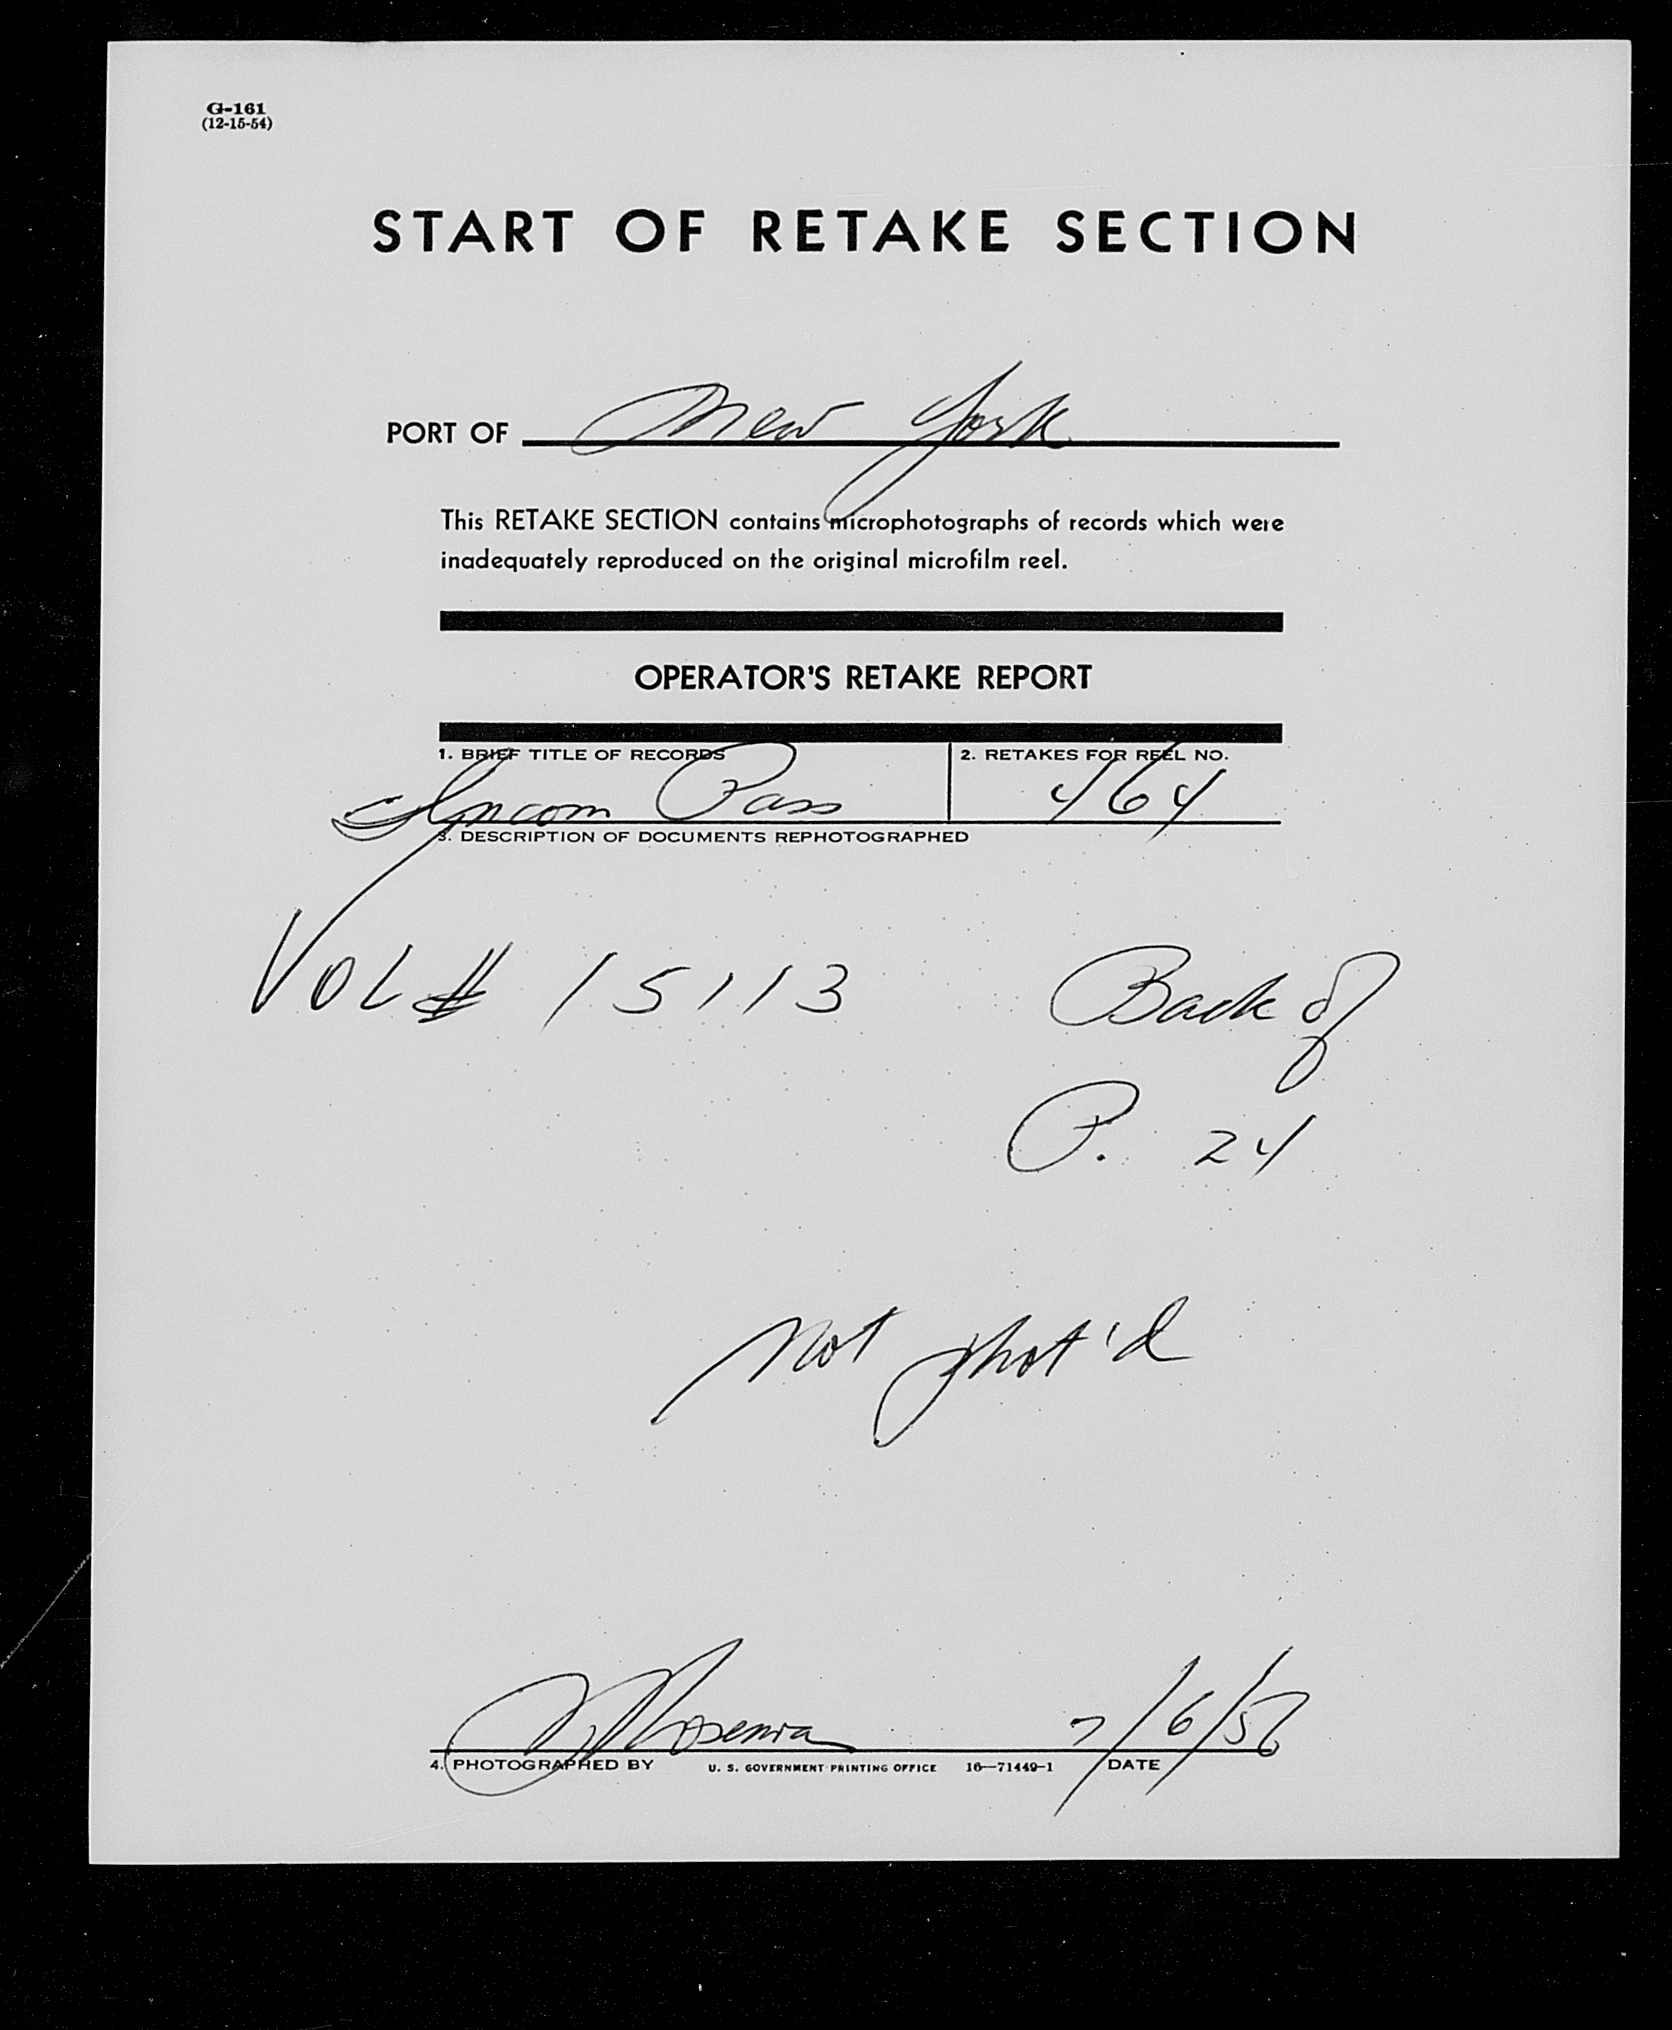 G-161
(12-15-54)
START OF RETAKE SECTION
PORT OF New York
This RETAKE SECTION contains microphotographs of records which were
inadequately reproduced on the original microfilm reel.
OPERATOR'S RETAKE REPORT
1. BRIEF TITLE OF RECORDS
2. RETAKES FOR REEL NO.
Incom Pass
464
3. DESCRIPTION OF DOCUMENTS REPHOTOGRAPHED
VOL # 15113 Back of
P. 24
not phot'd
7/6/56
4. PHOTOGRAPHED BY U. S. GOVERNMENT PRINTING OFFICE 16—71449-1 DATE